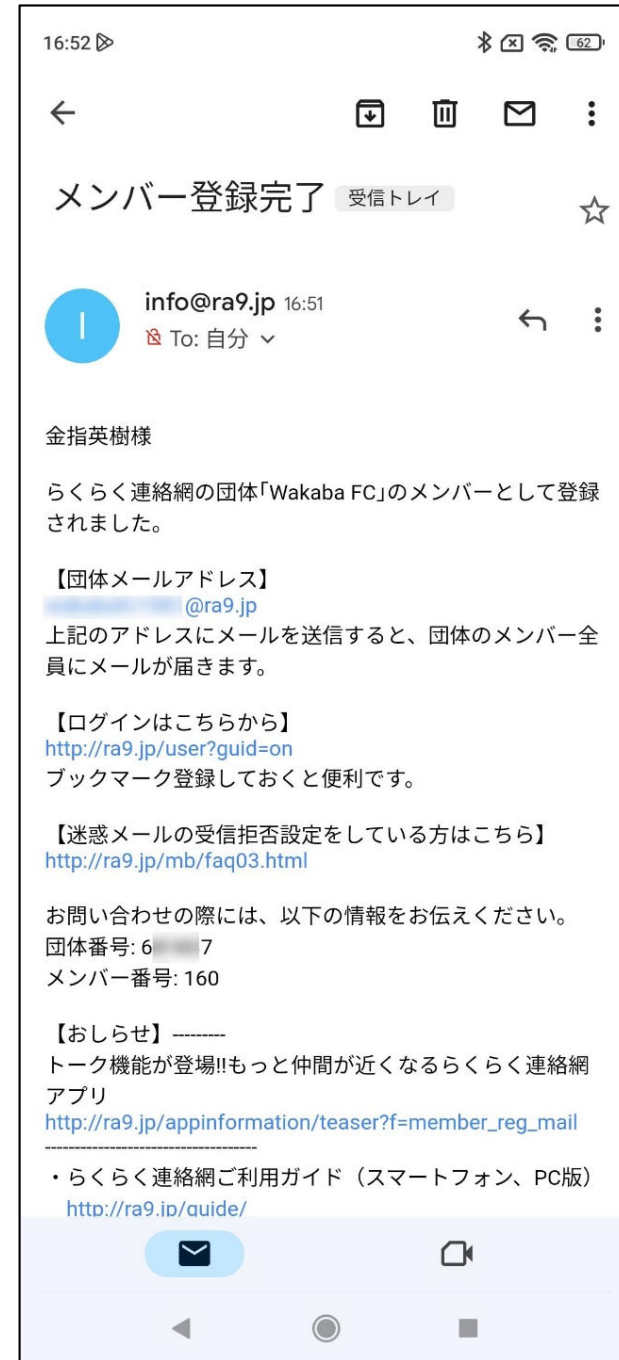 16:52
62
メンバー登録完了 受信トレイ
I
info@ra9.jp 16:51
To: 自分
金指英樹様
らくらく連絡網の団体「Wakaba FC」のメンバーとして登録
されました。
【団体メールアドレス】
@ra9.jp
上記のアドレスにメールを送信すると、団体のメンバー全
員にメールが届きます。
【ログインはこちらから】
http://ra9.jp/user?guid=on
ブックマーク登録しておくと便利です。
【迷惑メールの受信拒否設定をしている方はこちら】
http://ra9.jp/mb/faq03.html
お問い合わせの際には、以下の情報をお伝えください。
団体番号: 6 7
メンバー番号: 160
【おしらせ】---------
トーク機能が登場!!もっと仲間が近くなるらくらく連絡網
アプリ
http://ra9.jp/appinformation/teaser?f=member_reg_mail
------------------------------------
・らくらく連絡網ご利用ガイド（スマートフォン、PC版）
http://ra9.jp/guide/